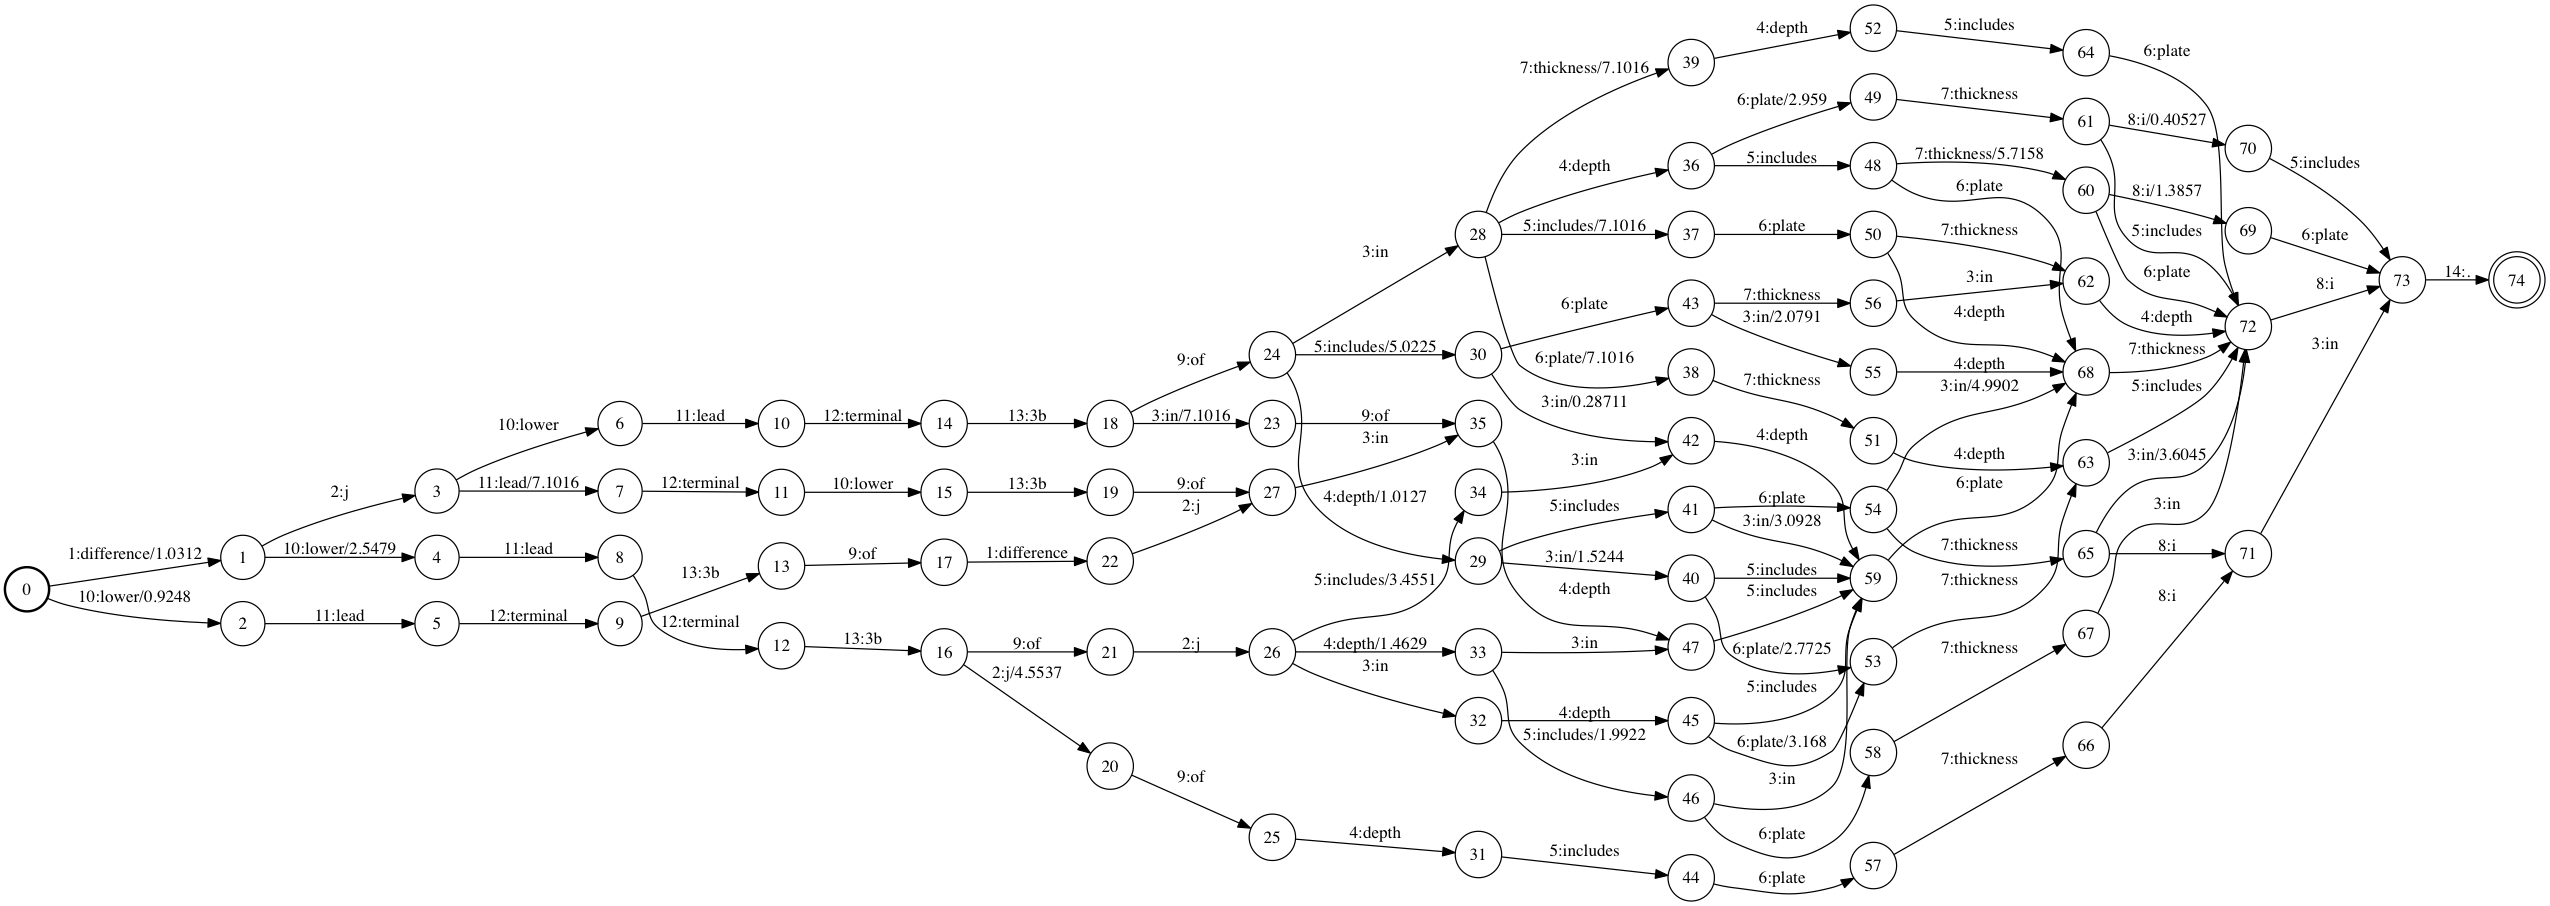 0
1:difference/1.0312
10:lower/0.9248
1
2
2:j
10:lower/2.5479
11:lead
3
4
5
10:lower
11:lead/7.1016
11:lead
12:terminal
6
7
8
9
11:lead
12:terminal
13:3b
12:terminal
10
11
13
12
12:terminal
10:lower
9:of
13:3b
14
15
17
16
13:3b
13:3b
1:difference
9:of
2:j/4.5537
18
19
22
21
20
9:of
3:in/7.1016
9:of
2:j
2:j
9:of
24
23
27
26
25
3:in
5:includes/5.0225
9:of
3:in
4:depth/1.0127
5:includes/3.4551
4:depth/1.4629
3:in
4:depth
28
30
35
34
29
33
32
31
7:thickness/7.1016
4:depth
5:includes/7.1016
6:plate
6:plate/7.1016
3:in/0.28711
3:in
5:includes
3:in/1.5244
4:depth
3:in
4:depth
5:includes/1.9922
5:includes
39
36
37
43
38
42
41
40
47
45
46
44
4:depth
6:plate/2.959
5:includes
6:plate
7:thickness
3:in/2.0791
7:thickness
4:depth
6:plate
3:in/3.0928
5:includes
5:includes
6:plate/2.7725
5:includes
6:plate/3.168
3:in
6:plate
6:plate
52
49
48
50
56
55
51
54
59
53
58
57
5:includes
7:thickness
7:thickness/5.7158
6:plate
7:thickness
3:in
4:depth
4:depth
3:in/4.9902
4:depth
6:plate
7:thickness
7:thickness
7:thickness
7:thickness
64
61
60
62
68
63
65
67
66
6:plate
8:i/0.40527
8:i/1.3857
5:includes
6:plate
4:depth
7:thickness
5:includes
3:in/3.6045
3:in
8:i
8:i
70
69
72
71
5:includes
6:plate
8:i
3:in
73
14:.
74